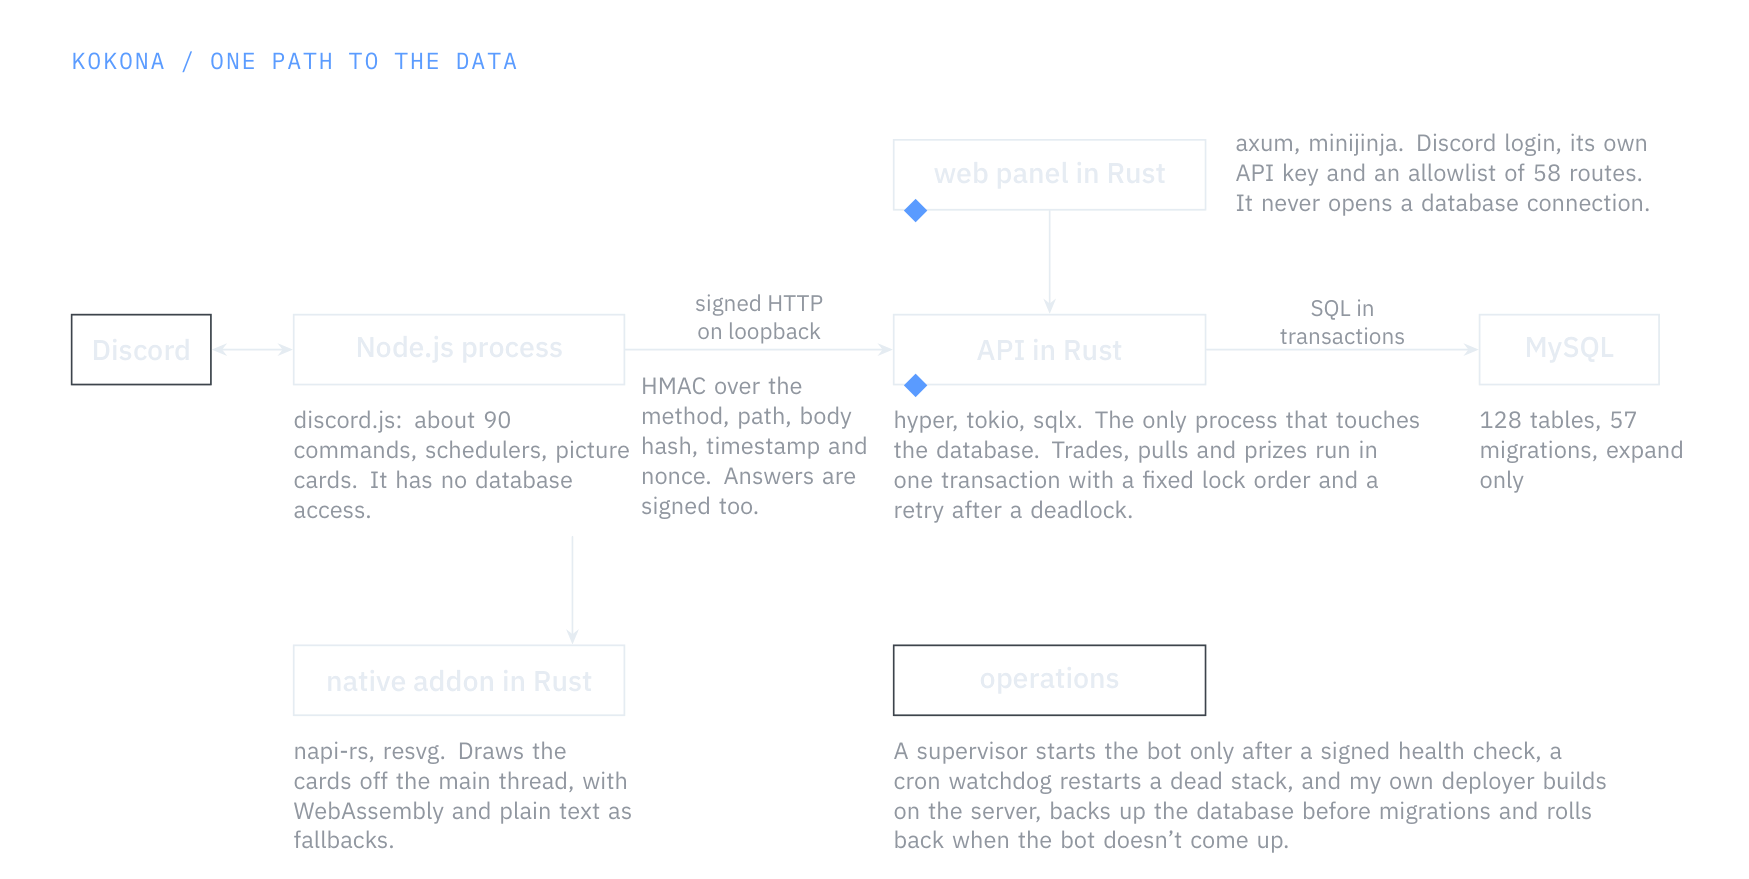 KOKONA / ONE PATH TO THE DATA
web panel in Rust
axum, minijinja. Discord login, its own
API key and an allowlist of 58 routes.
It never opens a database connection.
Discord
Node.js process
signed HTTP
on loopback
API in Rust
SQL in
transactions
MySQL
discord.js: about 90
commands, schedulers, picture
cards. It has no database
access.
HMAC over the
method, path, body
hash, timestamp and
nonce. Answers are
signed too.
hyper, tokio, sqlx. The only process that touches
the database. Trades, pulls and prizes run in
one transaction with a fixed lock order and a
retry after a deadlock.
128 tables, 57
migrations, expand
only
native addon in Rust
napi-rs, resvg. Draws the
cards off the main thread, with
WebAssembly and plain text as
fallbacks.
operations
A supervisor starts the bot only after a signed health check, a
cron watchdog restarts a dead stack, and my own deployer builds
on the server, backs up the database before migrations and rolls
back when the bot doesn’t come up.